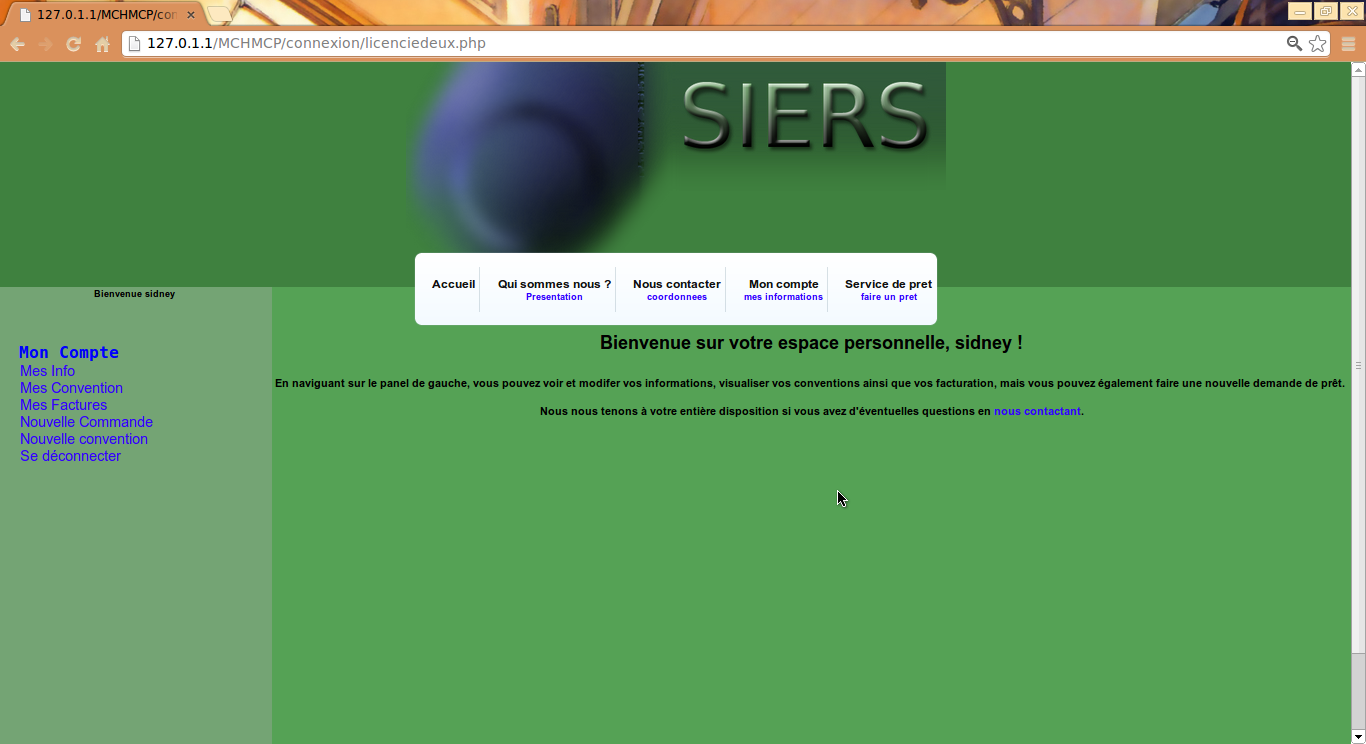 127.0.1.1/MCHMCP/con
127.0.1.1/MCHMCP/connexion/licenciedeux.php
SIERS
Accueil
Qui sommes nous ?
Presentation
Nous contacter
coordonnees
Mon compte
mes informations
Service de pret
faire un pret
Bienvenue sidney
Mon Compte
Mes Info
Mes Convention
Mes Factures
Nouvelle Commande
Nouvelle convention
Se déconnecter
Bienvenue sur votre espace personnelle, sidney !
En naviguant sur le panel de gauche, vous pouvez voir et modifer vos informations, visualiser vos conventions ainsi que vos facturation, mais vous pouvez également faire une nouvelle demande de prêt.
Nous nous tenons à votre entière disposition si vous avez d'éventuelles questions en nous contactant.